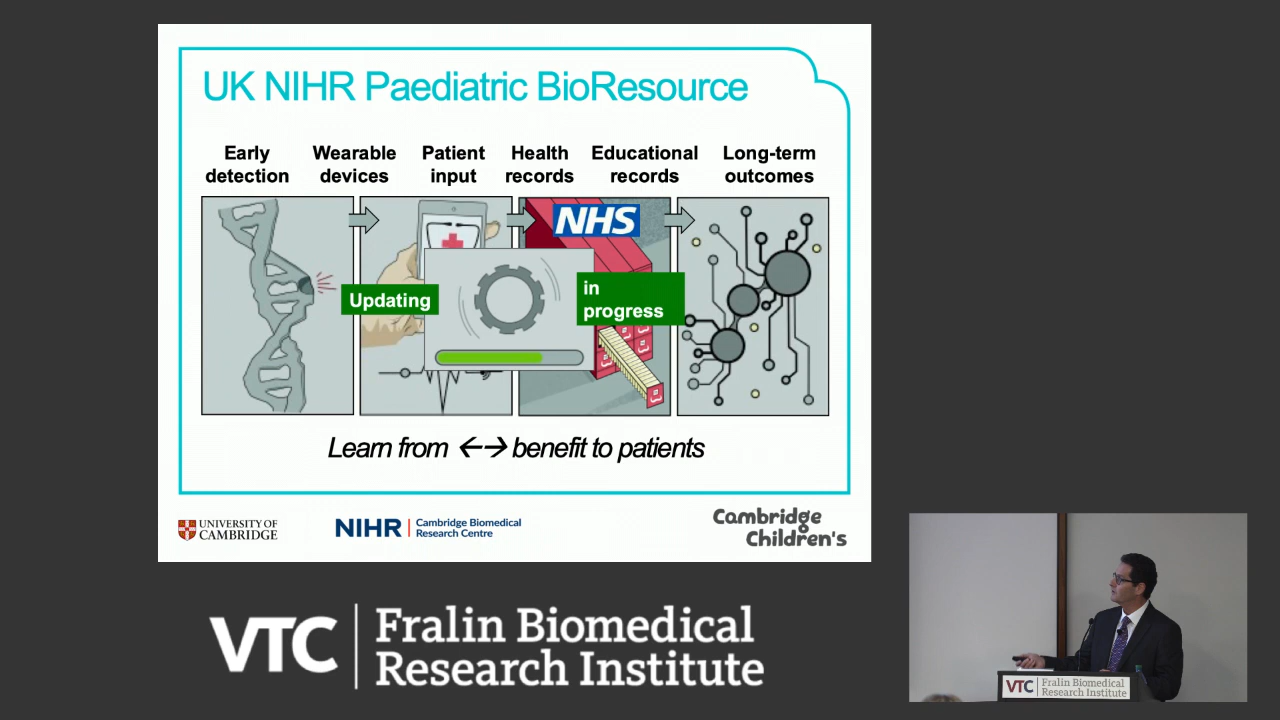 UK NIHR Paediatric BioResource
Early
detection
Wearable
devices
Patient
input
Health
records
Educational
records
Long-term
outcomes
NHS
Updating
in
progress
Learn from ←→ benefit to patients
UNIVERSITY OF
CAMBRIDGE
NIHR | Cambridge Biomedical
Research Centre
Cambridge
Children's
VTC | Fralin Biomedical
Research Institute
VTC | Fralin Biomedical
Research Institute